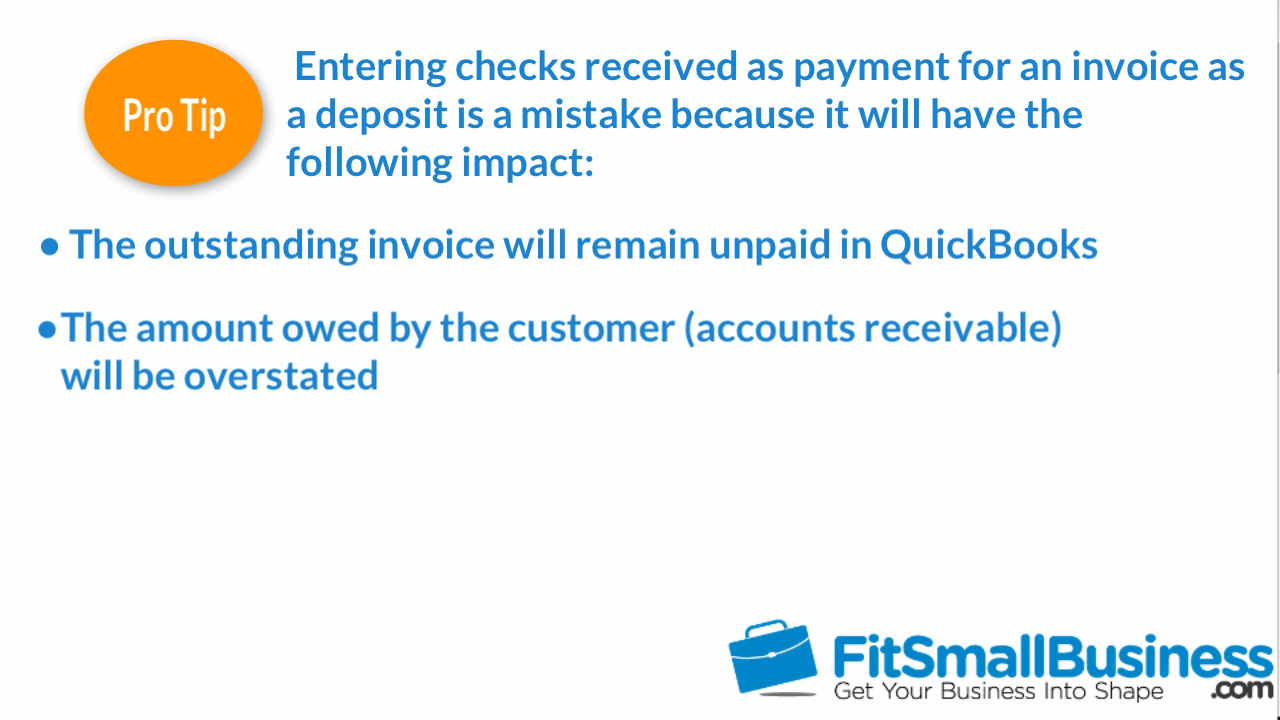 Pro Tip
Entering checks received as payment for an invoice as
a deposit is a mistake because it will have the
following impact:
● The outstanding invoice will remain unpaid in QuickBooks
●The amount owed by the customer (accounts receivable)
will be overstated
FitSmallBusiness
Get Your Business Into Shape .com